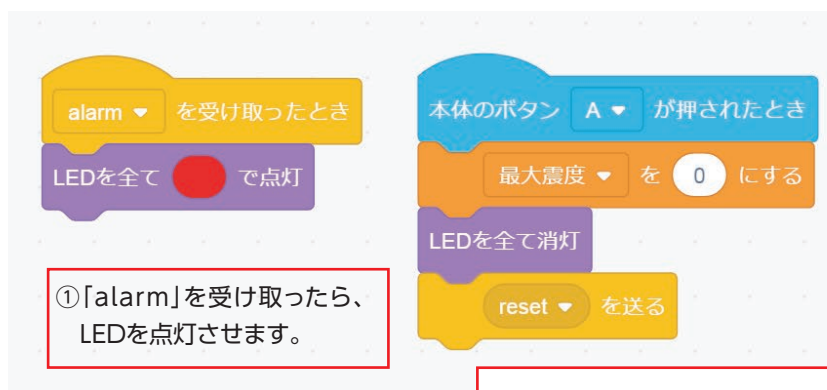 alarm を受け取ったとき
LEDを全て で点灯
①「alarm」を受け取ったら、
LEDを点灯させます。
本体のボタン A が押されたとき
最大震度 を 0 にする
LEDを全て消灯
reset を送る